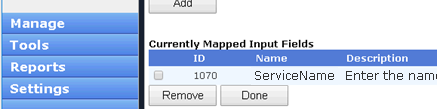 Add
Manage
Tools
Reports
Settings
Currently Mapped Input Fields
ID Name Description
1070 ServiceName Enter the nam
Remove Done